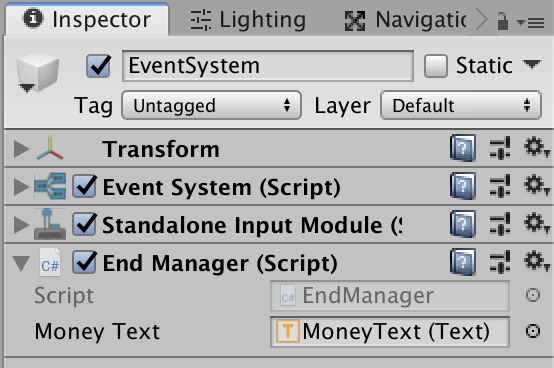 Inspector Lighting Navigatic
EventSystem Static
Tag Untagged Layer Default
Transform
Event System (Script)
Standalone Input Module (S
C# End Manager (Script)
Script C# EndManager
Money Text T MoneyText (Text)